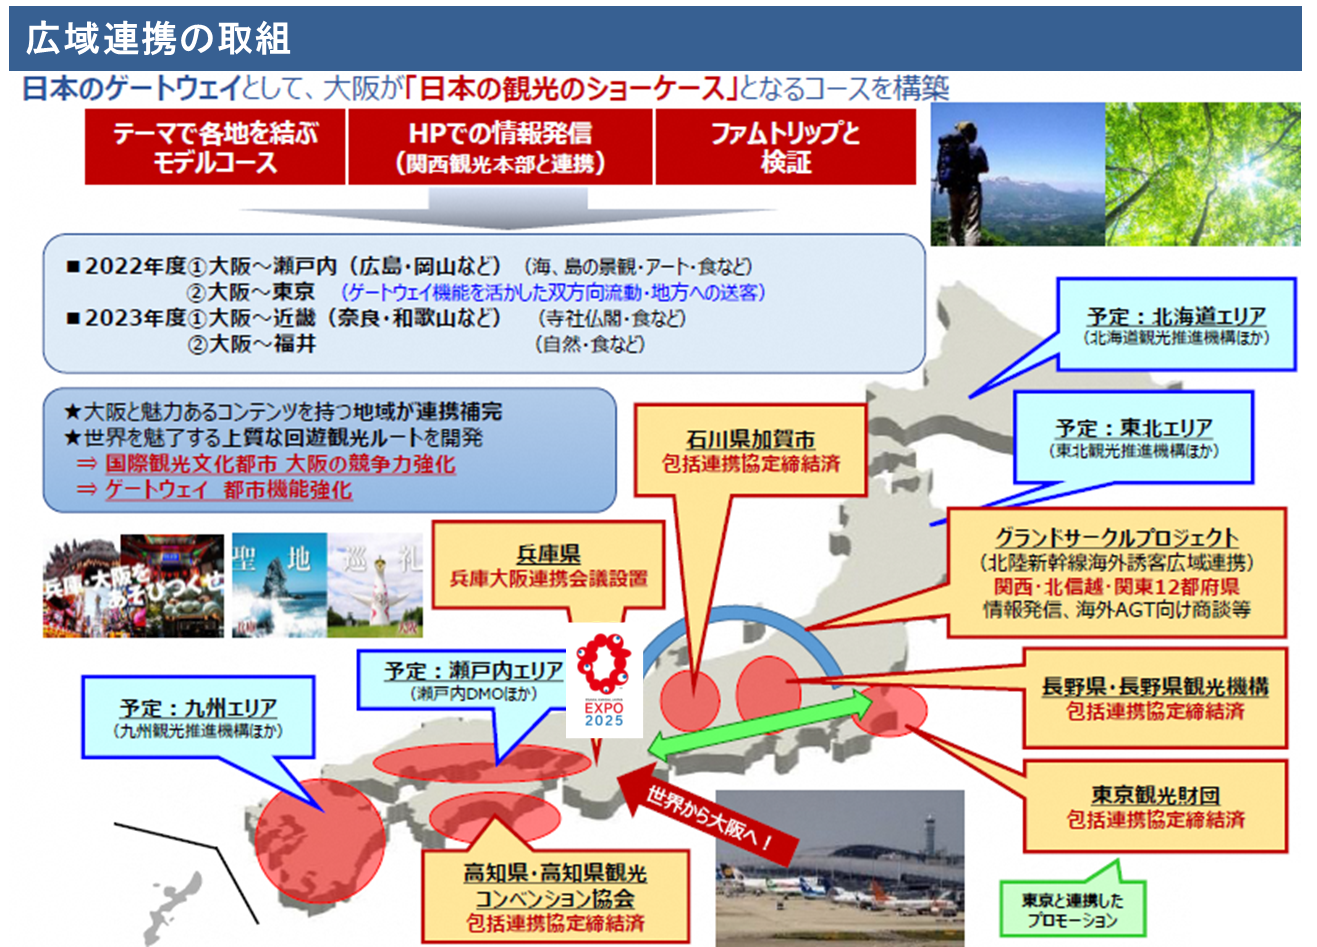 広域連携の取組
日本のゲートウェイとして、大阪が「日本の観光のショーケース」となるコースを構築
テーマで各地を結ぶ
モデルコース
HPでの情報発信
（関西観光本部と連携）
ファムトリップと
検証
■2022年度①大阪～瀬戸内（広島・岡山など）（海、島の景観・アート・食など）
②大阪～東京（ゲートウェイ機能を活かした双方向流動・地方への送客）
■2023年度①大阪～近畿（奈良・和歌山など）（寺社仏閣・食など）
②大阪～福井（自然・食など）
★大阪と魅力あるコンテンツを持つ地域が連携補完
★世界を魅了する上質な回遊観光ルートを開発
⇒ 国際観光文化都市 大阪の競争力強化
⇒ ゲートウェイ 都市機能強化
予定：北海道エリア
（北海道観光推進機構ほか）
予定：東北エリア
（東北観光推進機構ほか）
石川県加賀市
包括連携協定締結済
グランドサークルプロジェクト
（北陸新幹線海外誘客広域連携）
関西・北信越・関東12都府県
情報発信、海外AGT向け商談等
兵庫県
兵庫大阪連携会議設置
兵庫・大阪を
あそびつくせ
聖地巡礼
兵庫
大阪
EXPO
2025
予定：瀬戸内エリア
（瀬戸内DMOほか）
予定：九州エリア
（九州観光推進機構ほか）
長野県・長野県観光機構
包括連携協定締結済
東京観光財団
包括連携協定締結済
世界から大阪へ！
高知県・高知県観光
コンベンション協会
包括連携協定締結済
東京と連携した
プロモーション